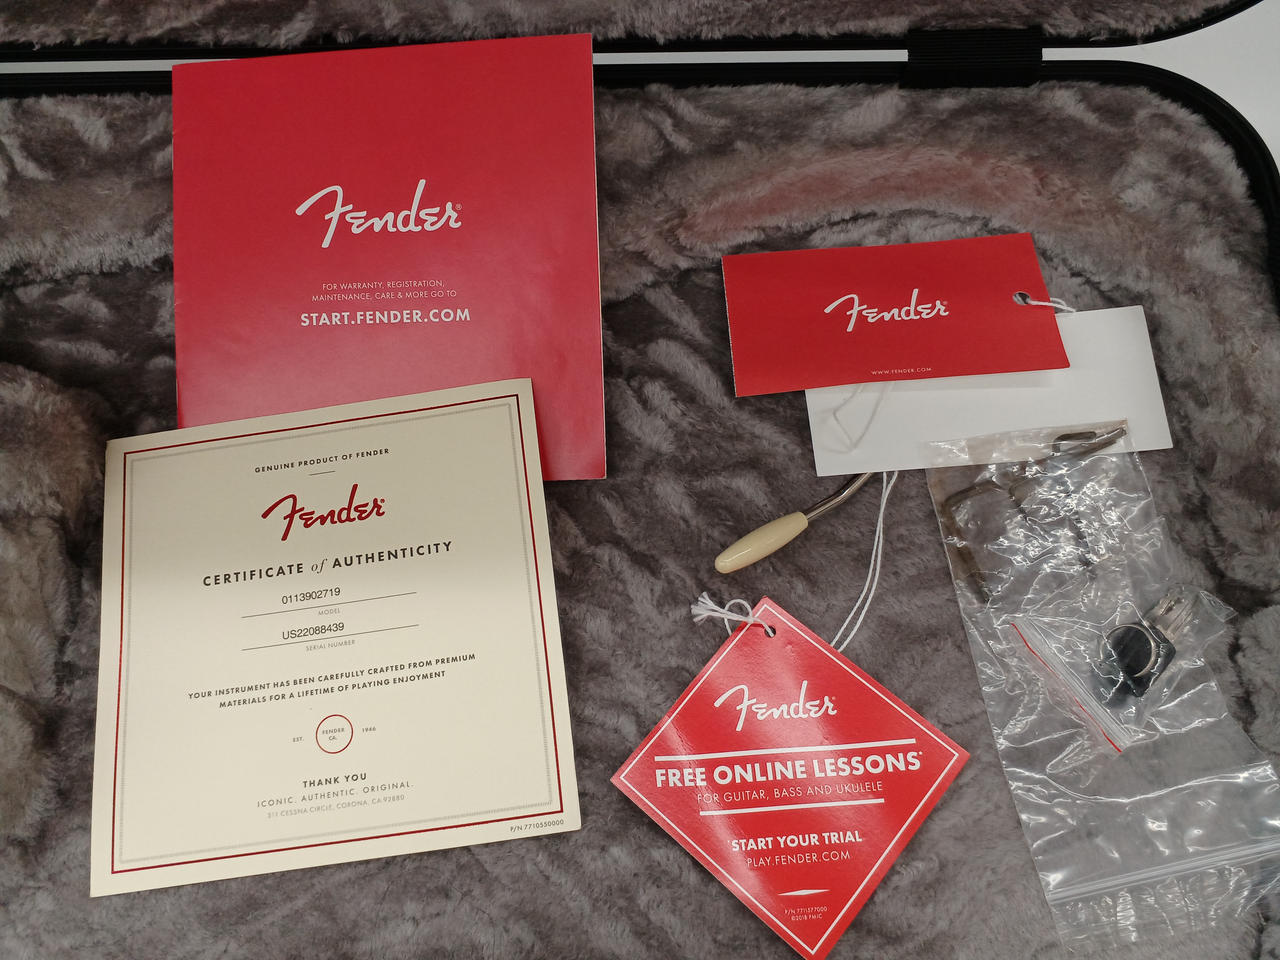 Fender®
FOR WARRANTY, REGISTRATION,
MAINTENANCE, CARE & MORE GO TO
START.FENDER.COM
GENUINE PRODUCT OF FENDER
Fender®
CERTIFICATE of AUTHENTICITY
0113902719
MODEL
US22088439
SERIAL NUMBER
YOUR INSTRUMENT HAS BEEN CAREFULLY CRAFTED FROM PREMIUM
MATERIALS FOR A LIFETIME OF PLAYING ENJOYMENT
EST. FENDER CA. 1946
THANK YOU
ICONIC. AUTHENTIC. ORIGINAL.
311 CESSNA CIRCLE, CORONA, CA 92880
P/N 7710550000
Fender®
WWW.FENDER.COM
Fender®
FREE ONLINE LESSONS*
FOR GUITAR, BASS AND UKULELE
*START YOUR TRIAL
PLAY.FENDER.COM
P/N 7711577000
©2018 FMIC